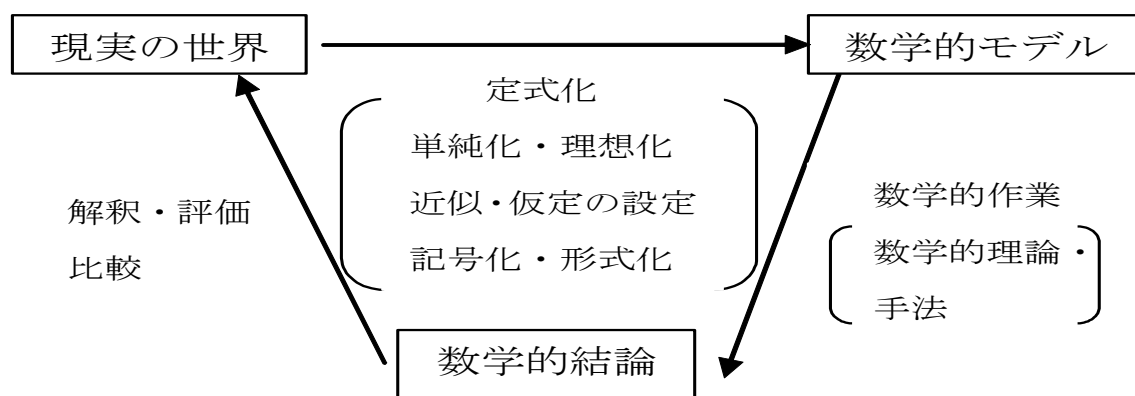 現実の世界
数学的モデル
定式化
単純化・理想化
近似・仮定の設定
記号化・形式化
解釈・評価
比較
数学的作業
数学的理論・
手法
数学的結論